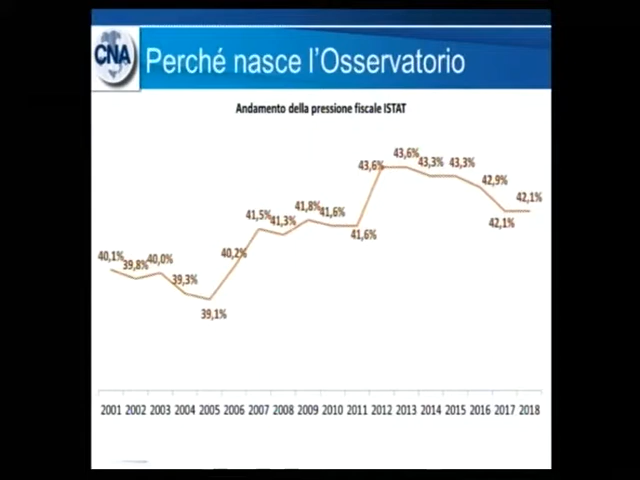 CNA
Perché nasce l'Osservatorio
Andamento della pressione fiscale ISTAT
40,1% 39,8% 40,0% 39,3% 39,1% 40,2% 41,5% 41,3% 41,8% 41,6% 41,6% 43,6% 43,6% 43,3% 43,3% 42,9% 42,1% 42,1%
2001 2002 2003 2004 2005 2006 2007 2008 2009 2010 2011 2012 2013 2014 2015 2016 2017 2018